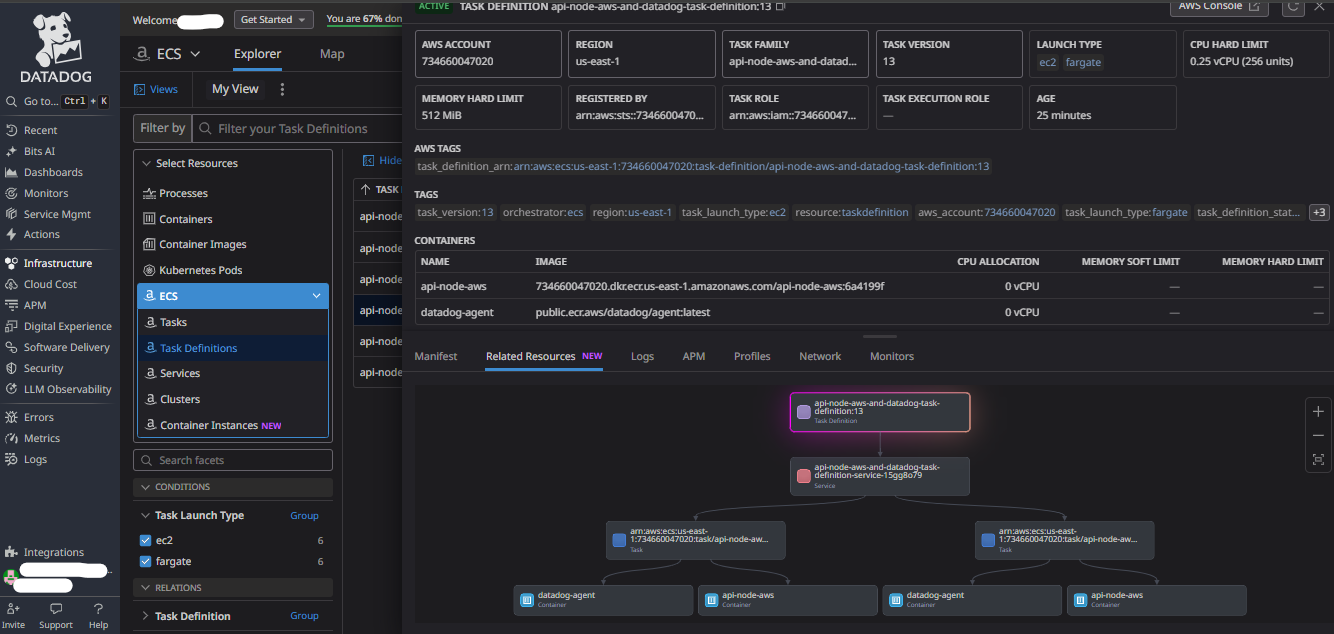 DATADOG
Go to... Ctrl + K
Recent
Bits AI
Dashboards
Monitors
Service Mgmt
Actions
Infrastructure
Cloud Cost
APM
Digital Experience
Software Delivery
Security
LLM Observability
Errors
Metrics
Logs
Integrations
Invite Support Help
Welcome Get Started You are 67% don
ECS Explorer Map
Views My View
Filter by Filter your Task Definitions
Select Resources
Processes
Containers
Container Images
Kubernetes Pods
ECS
Tasks
Task Definitions
Services
Clusters
Container Instances NEW
Search facets
CONDITIONS
Task Launch Type Group
ec2 6
fargate 6
RELATIONS
Task Definition Group
Hide
TASK
api-node
api-node
api-node
api-node
api-node
api-node
ACTIVE TASK DEFINITION api-node-aws-and-datadog-task-definition:13 AWS Console
AWS ACCOUNT
734660047020
REGION
us-east-1
TASK FAMILY
api-node-aws-and-datad...
TASK VERSION
13
LAUNCH TYPE
ec2 fargate
CPU HARD LIMIT
0.25 vCPU (256 units)
MEMORY HARD LIMIT
512 MiB
REGISTERED BY
arn:aws:sts::7346600470...
TASK ROLE
arn:aws:iam::734660047...
TASK EXECUTION ROLE
—
AGE
25 minutes
AWS TAGS
task_definition_arn:arn:aws:ecs:us-east-1:734660047020:task-definition/api-node-aws-and-datadog-task-definition:13
TAGS
task_version:13 orchestrator:ecs region:us-east-1 task_launch_type:ec2 resource:taskdefinition aws_account:734660047020 task_launch_type:fargate task_definition_stat... +3
CONTAINERS
NAME IMAGE CPU ALLOCATION MEMORY SOFT LIMIT MEMORY HARD LIMIT
api-node-aws 734660047020.dkr.ecr.us-east-1.amazonaws.com/api-node-aws:6a4199f 0 vCPU — —
datadog-agent public.ecr.aws/datadog/agent:latest 0 vCPU — —
Manifest Related Resources NEW Logs APM Profiles Network Monitors
api-node-aws-and-datadog-task-
definition:13
Task Definition
api-node-aws-and-datadog-task-
definition-service-15gg8o79
Service
arn:aws:ecs:us-east-
1:734660047020:task/api-node-aw...
Task
arn:aws:ecs:us-east-
1:734660047020:task/api-node-aw...
Task
datadog-agent
Container
api-node-aws
Container
datadog-agent
Container
api-node-aws
Container